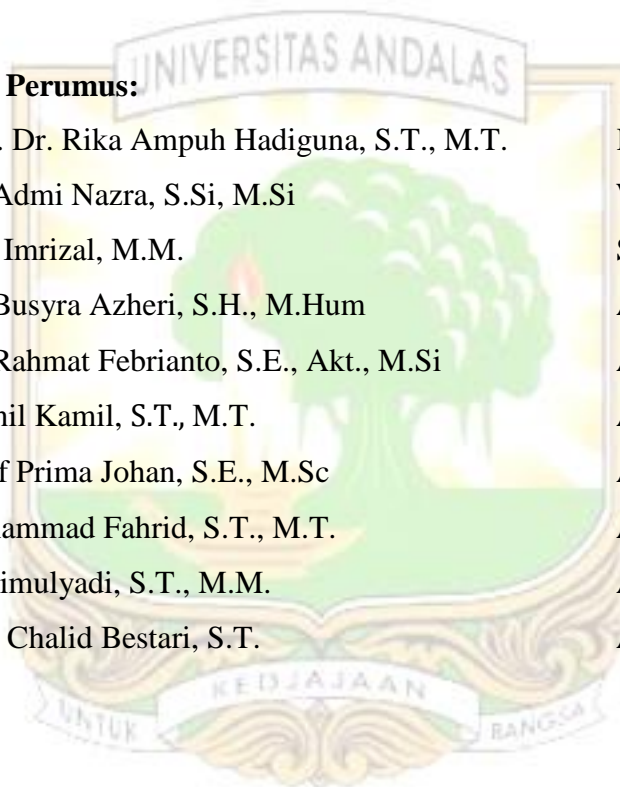 UNIVERSITAS ANDALAS
Perumus:
. Dr. Rika Ampuh Hadiguna, S.T., M.T.
Admi Nazra, S.Si, M.Si
Imrizal, M.M.
Busyra Azheri, S.H., M.Hum
Rahmat Febrianto, S.E., Akt., M.Si
Kamil, S.T., M.T.
f Prima Johan, S.E., M.Sc
ammad Fahrid, S.T., M.T.
imulyadi, S.T., M.M.
Chalid Bestari, S.T.
UNTUK KEDJAJAAN BANGSA